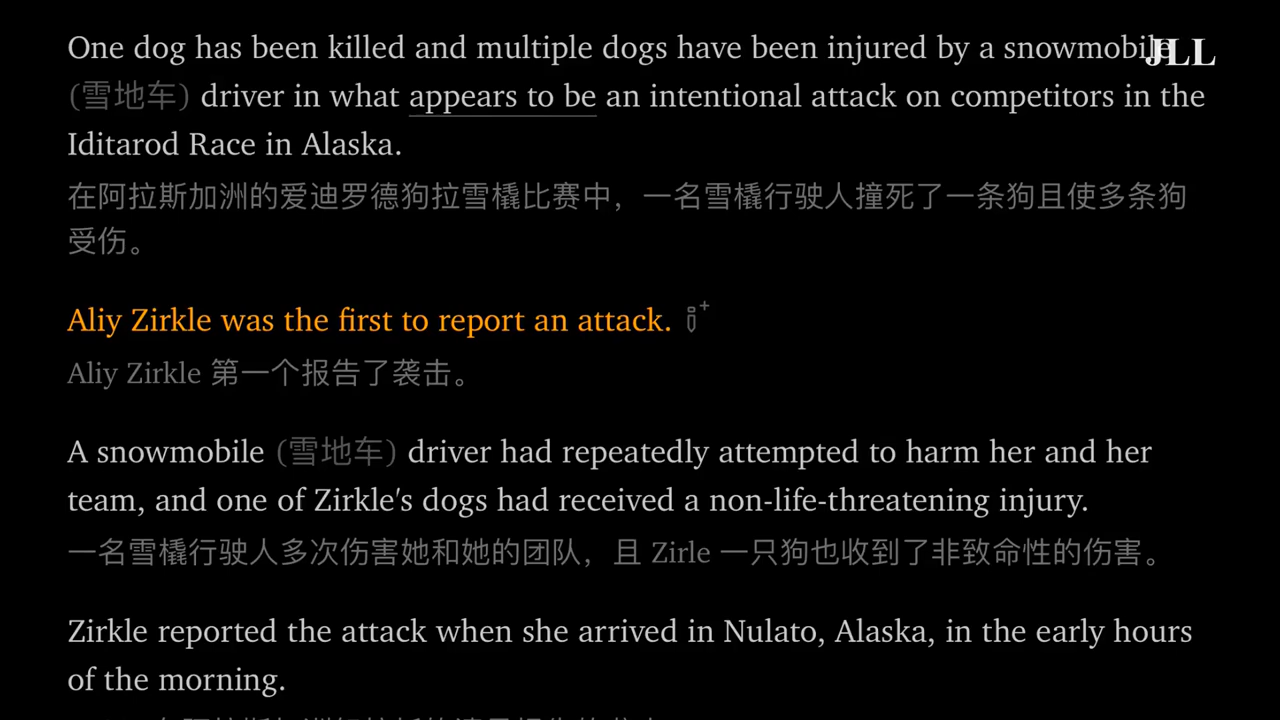 One dog has been killed and multiple dogs have been injured by a snowmobile
JLL
(雪地车) driver in what appears to be an intentional attack on competitors in the
Iditarod Race in Alaska.
在阿拉斯加洲的爱迪罗德狗拉雪橇比赛中，一名雪橇行驶人撞死了一条狗且使多条狗
受伤。
Aliy Zirkle was the first to report an attack.
Aliy Zirkle 第一个报告了袭击。
A snowmobile (雪地车) driver had repeatedly attempted to harm her and her
team, and one of Zirkle's dogs had received a non-life-threatening injury.
一名雪橇行驶人多次伤害她和她的团队，且 Zirle 一只狗也收到了非致命性的伤害。
Zirkle reported the attack when she arrived in Nulato, Alaska, in the early hours
of the morning.